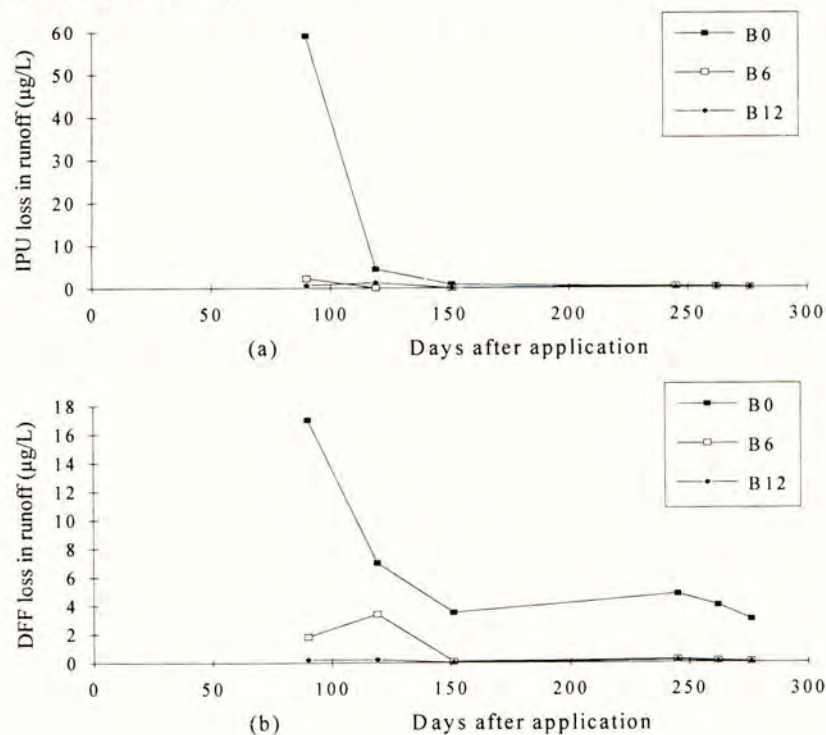 60
50
40
30
20
10
0
IPU loss in runoff (µg/L)
B0
B6
B12
0 50 100 150 200 250 300
(a) Days after application
18
16
14
12
10
8
6
4
2
0
DFF loss in runoff (µg/L)
B0
B6
B12
0 50 100 150 200 250 300
(b) Days after application